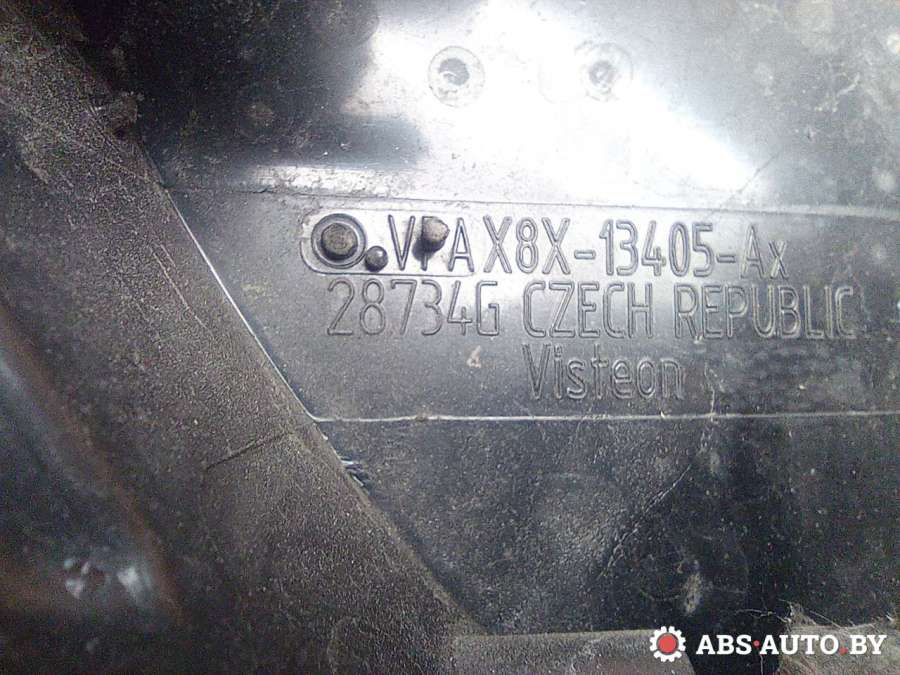 VPAX8X-13405-Ax
28734G CZECH REPUBLIC
Visteon
ABS-AUTO.BY